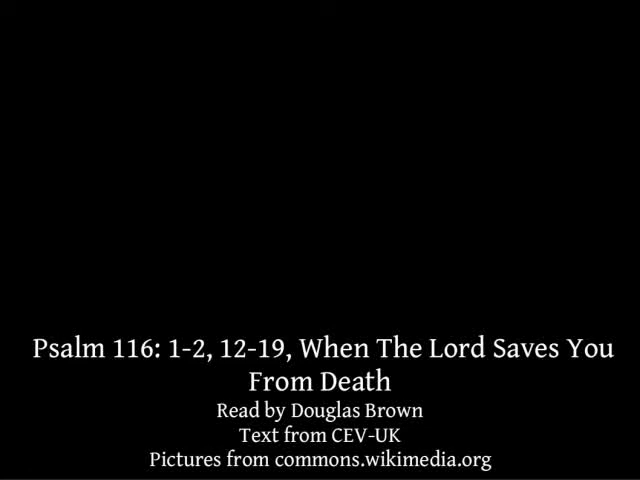 Psalm 116: 1-2, 12-19, When The Lord Saves You
From Death
Read by Douglas Brown
Text from CEV-UK
Pictures from commons.wikimedia.org